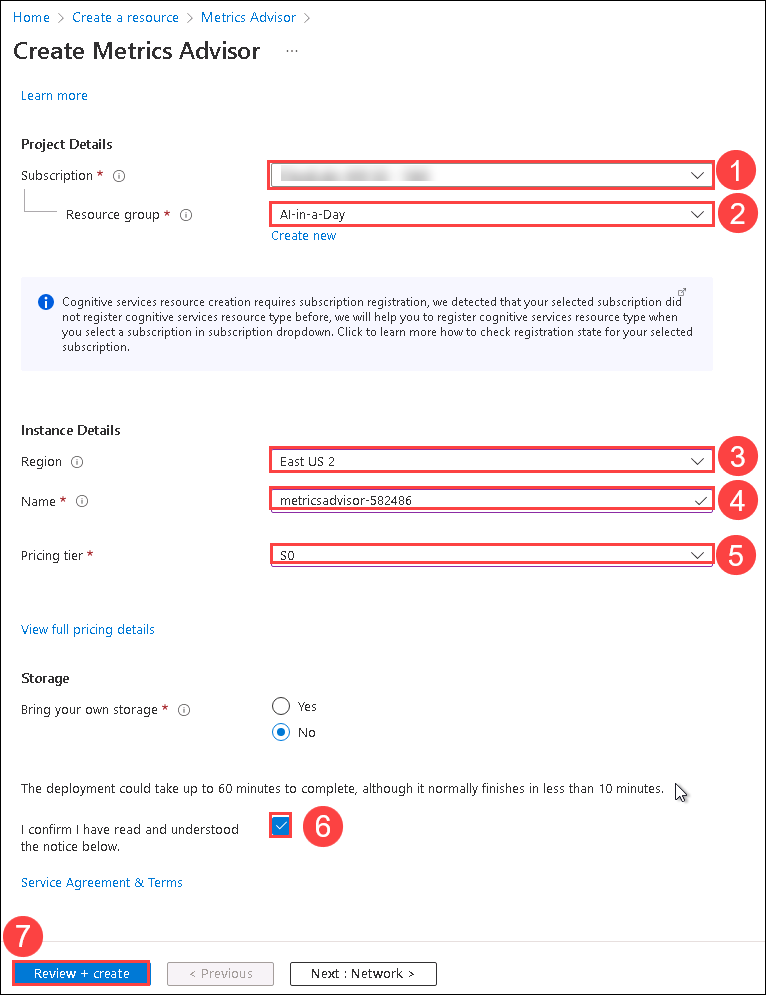 Home > Create a resource > Metrics Advisor >
Create Metrics Advisor ...
Learn more
Project Details
Subscription * 1
Resource group * AI-in-a-Day 2
Create new
Cognitive services resource creation requires subscription registration, we detected that your selected subscription did
not register cognitive services resource type before, we will help you to register cognitive services resource type when
you select a subscription in subscription dropdown. Click to learn more how to check registration state for your selected
subscription.
Instance Details
Region East US 2 3
Name * metricsadvisor-582486 4
Pricing tier * S0 5
View full pricing details
Storage
Bring your own storage * Yes
No
The deployment could take up to 60 minutes to complete, although it normally finishes in less than 10 minutes.
I confirm I have read and understood
the notice below. 6
Service Agreement & Terms
7
Review + create < Previous Next : Network >